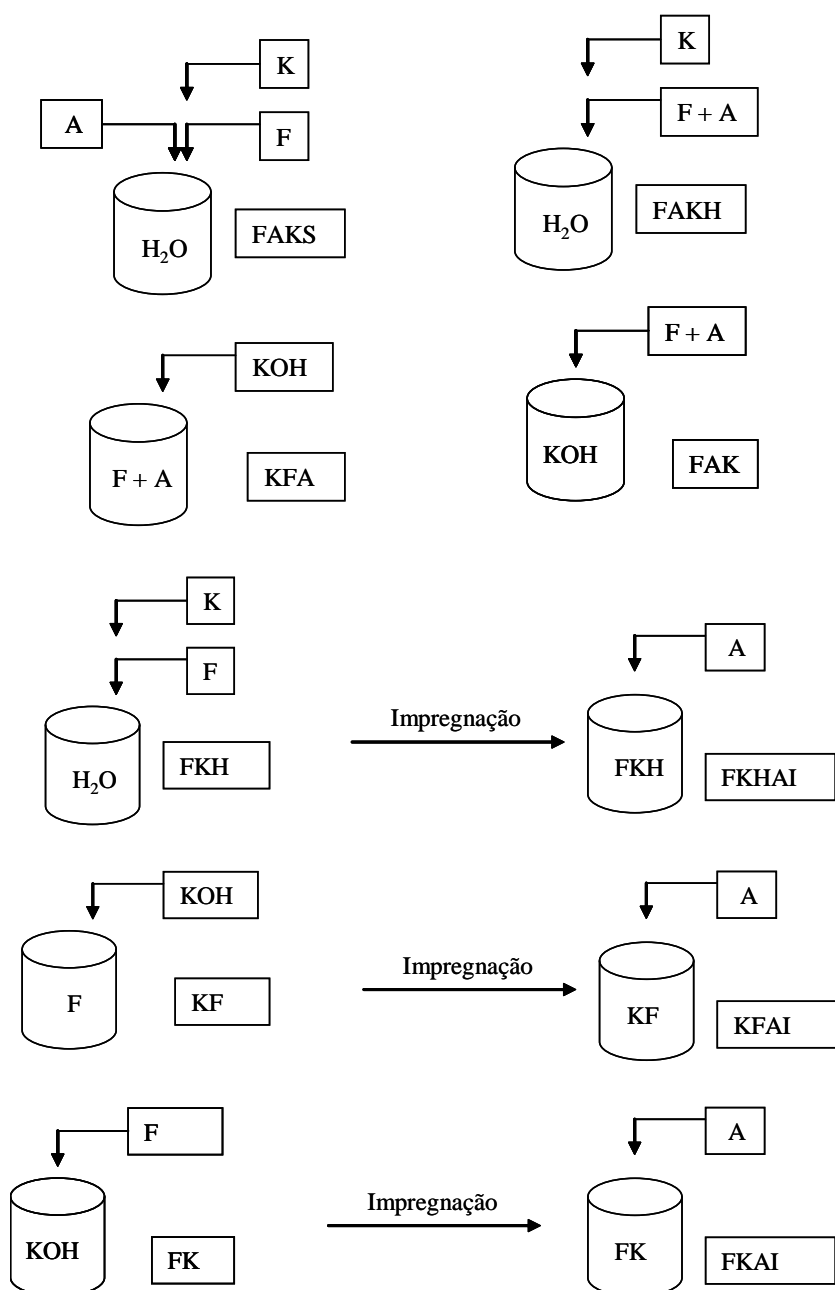 K
A
F
H₂O
FAKS
K
F + A
H₂O
FAKH
KOH
F + A
KFA
F + A
KOH
FAK
K
F
H₂O
FKH
Impregnação
A
FKH
FKHAI
KOH
F
KF
Impregnação
A
KF
KFAI
F
KOH
FK
Impregnação
A
FK
FKAI